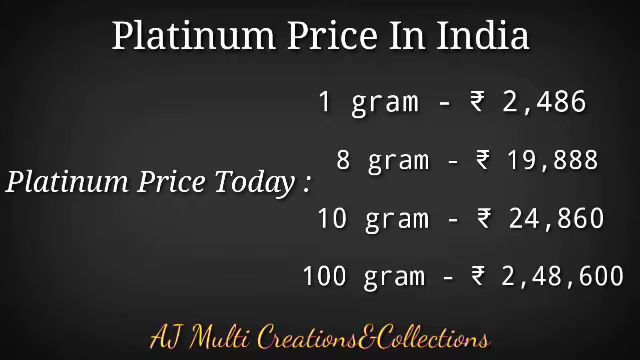 Platinum Price In India
1 gram - ₹ 2,486
8 gram - ₹ 19,888
Platinum Price Today :
10 gram - ₹ 24,860
100 gram - ₹ 2,48,600
AJ Multi Creations&Collections